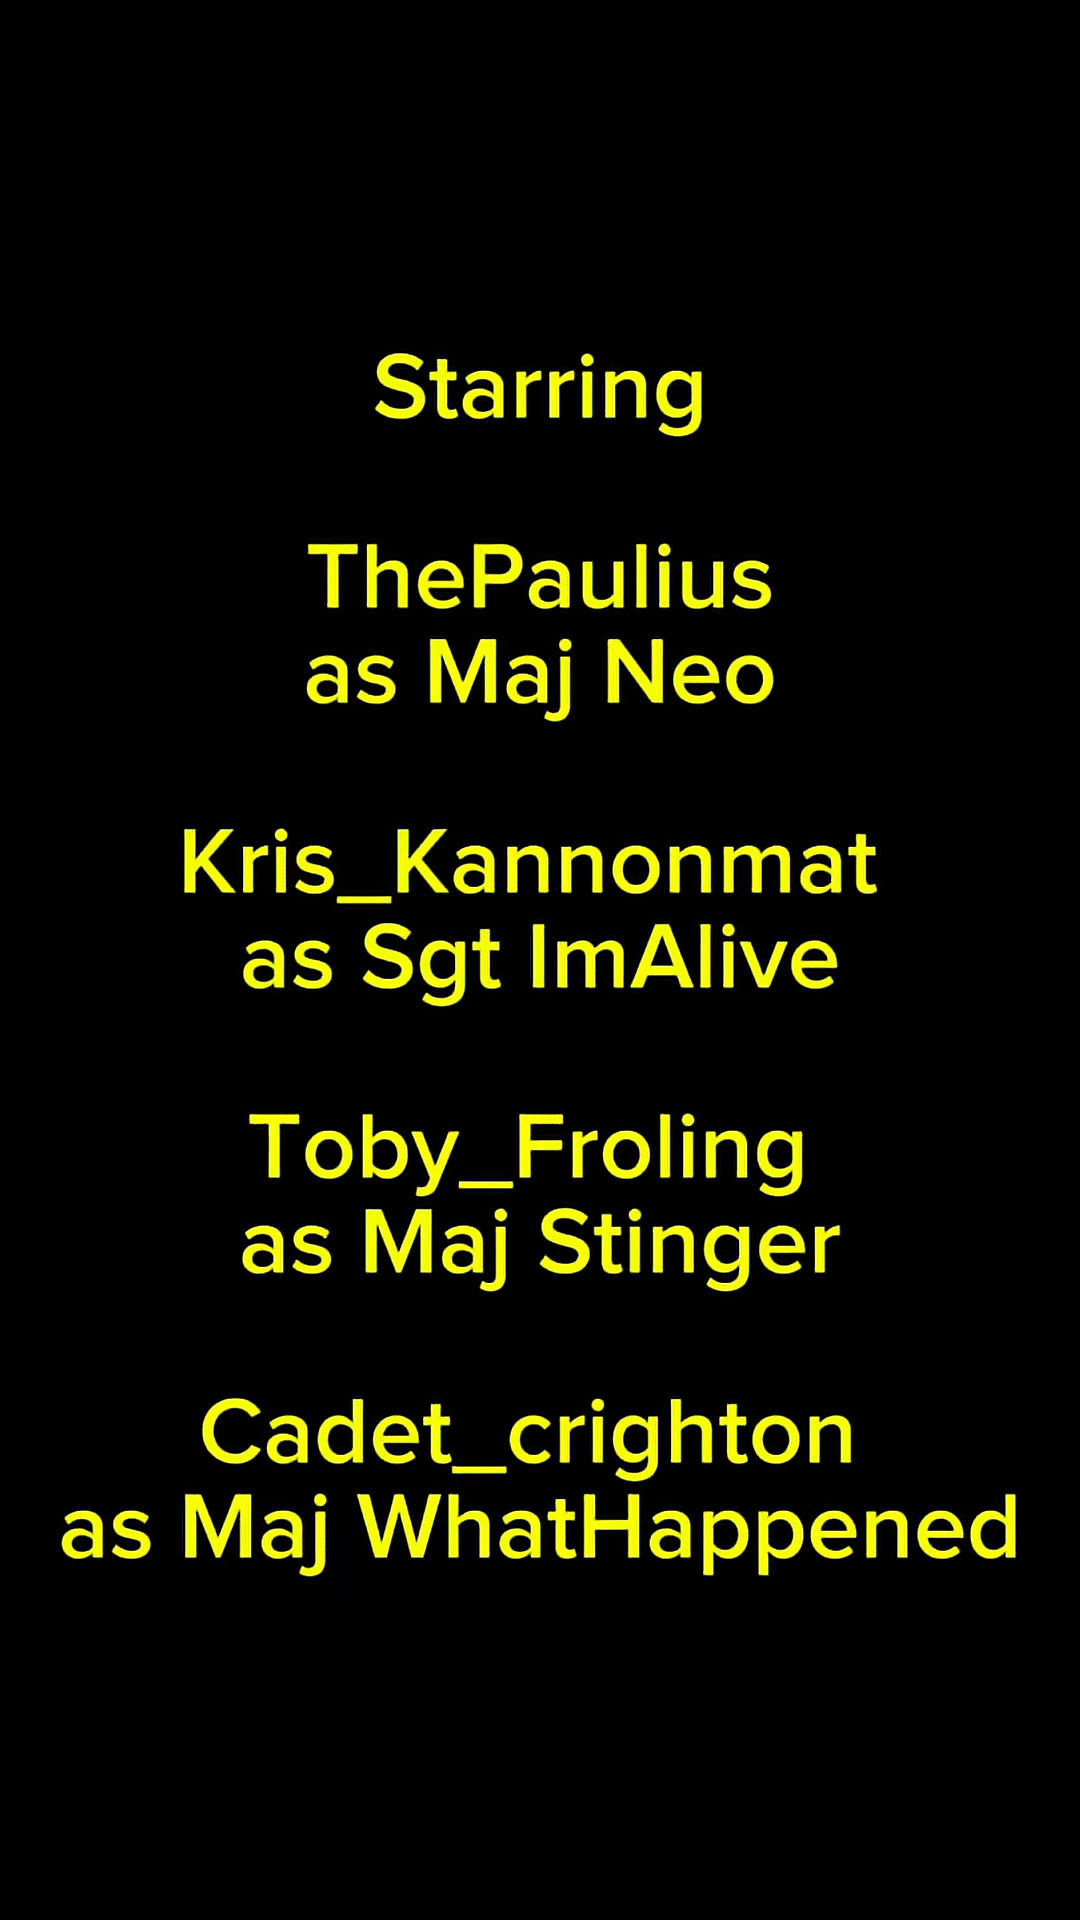 Starring
ThePaulius
as Maj Neo
Kris_Kannonmat
as Sgt ImAlive
Toby_Froling
as Maj Stinger
Cadet_crighton
as Maj WhatHappened